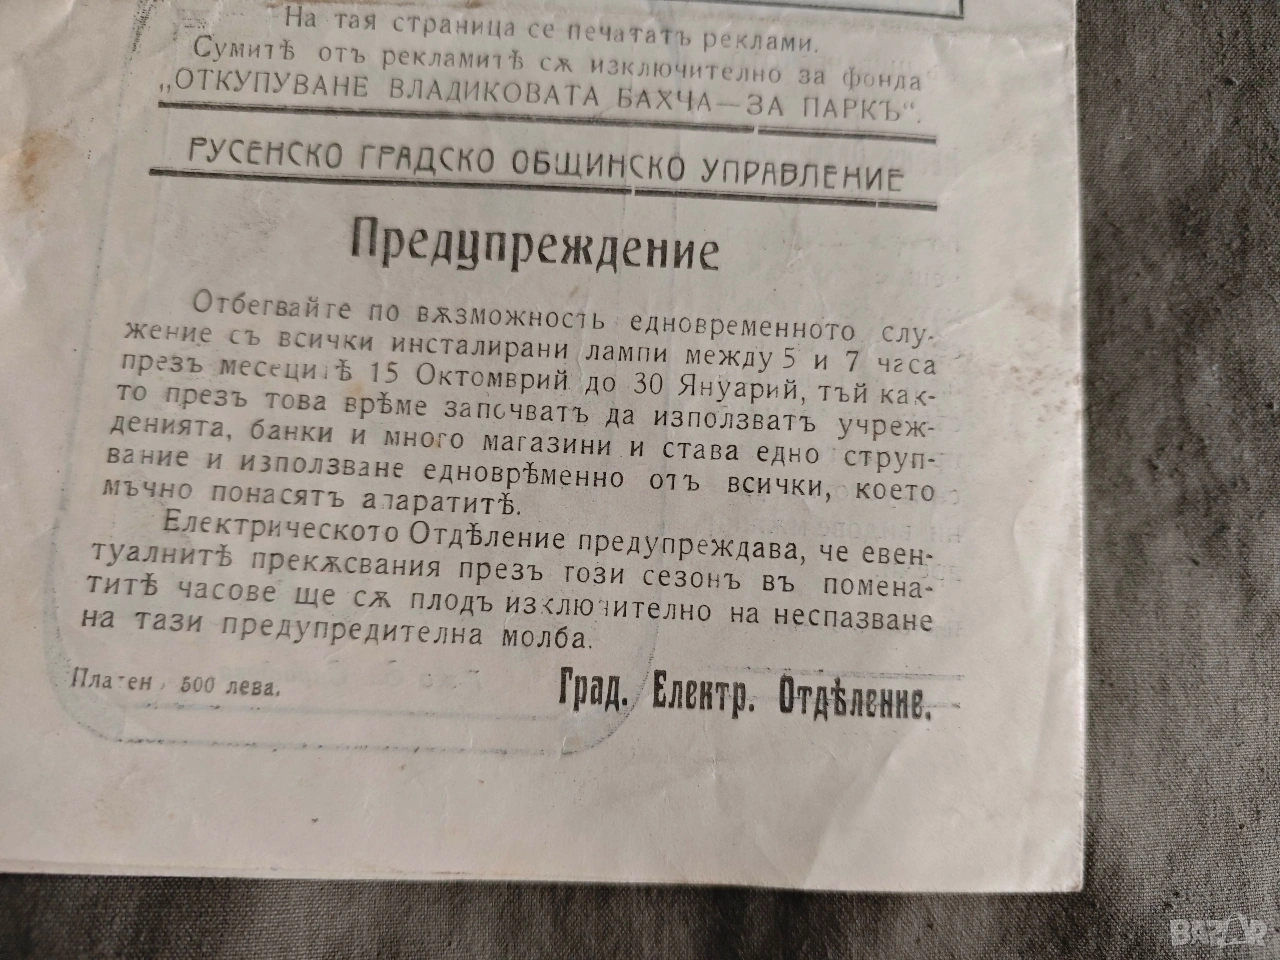 На тая страница се печататъ реклами.
Сумитѣ отъ рекламитѣ сѫ изключително за фонда
„ОТКУПУВАНЕ ВЛАДИКОВАТА БАХЧА—ЗА ПАРКЪ“.
РУСЕНСКО ГРАДСКО ОБЩИНСКО УПРАВЛЕНИЕ
Предупреждение
Отбегвайте по вѫзможность едновременното слу-
жение съ всички инсталирани лампи между 5 и 7 часа
презъ месецитѣ 15 Октомврий до 30 Януарий, тъй как-
то презъ това врѣме започватъ да използватъ учреж-
денията, банки и много магазини и става едно струп-
вание и използване едноврѣменно отъ всички, което
мъчно понасятъ апаратитѣ.
Електрическото Отдѣление предупреждава, че евен-
туалнитѣ прекѫсвания презъ този сезонъ въ помена-
титѣ часове ще сѫ плодъ изключително на неспазване
на тази предупредителна молба.
Платен 500 лева.
Град. Електр. Отдѣление.
BAZAR